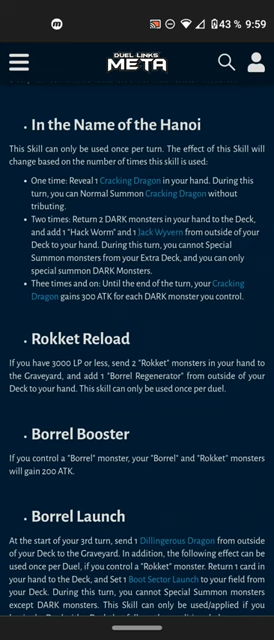 43 % 9:59
DUEL LINKS
META
• In the Name of the Hanoi
This Skill can only be used once per turn. The effect of this Skill will
change based on the number of times this skill is used:
• One time: Reveal 1 Cracking Dragon in your hand. During this
turn, you can Normal Summon Cracking Dragon without
tributing.
• Two times: Return 2 DARK monsters in your hand to the Deck,
and add 1 "Hack Worm" and 1 Jack Wyvern from outside of your
Deck to your hand. During this turn, you cannot Special
Summon monsters from your Extra Deck, and you can only
special summon DARK Monsters.
• Thee times and on: Until the end of the turn, your Cracking
Dragon gains 300 ATK for each DARK monster you control.
• Rokket Reload
If you have 3000 LP or less, send 2 "Rokket" monsters in your hand to
the Graveyard, and add 1 "Borrel Regenerator" from outside of your
Deck to your hand. This skill can only be used once per duel.
• Borrel Booster
If you control a "Borrel" monster, your "Borrel" and "Rokket" monsters
will gain 200 ATK.
• Borrel Launch
At the start of your 3rd turn, send 1 Dillingerous Dragon from outside
of your Deck to the Graveyard. In addition, the following effect can be
used once per Duel, if you control a "Rokket" monster. Return 1 card in
your hand to the Deck, and Set 1 Boot Sector Launch to your field from
your Deck. During this turn, you cannot Special Summon monsters
except DARK monsters. This Skill can only be used/applied if you